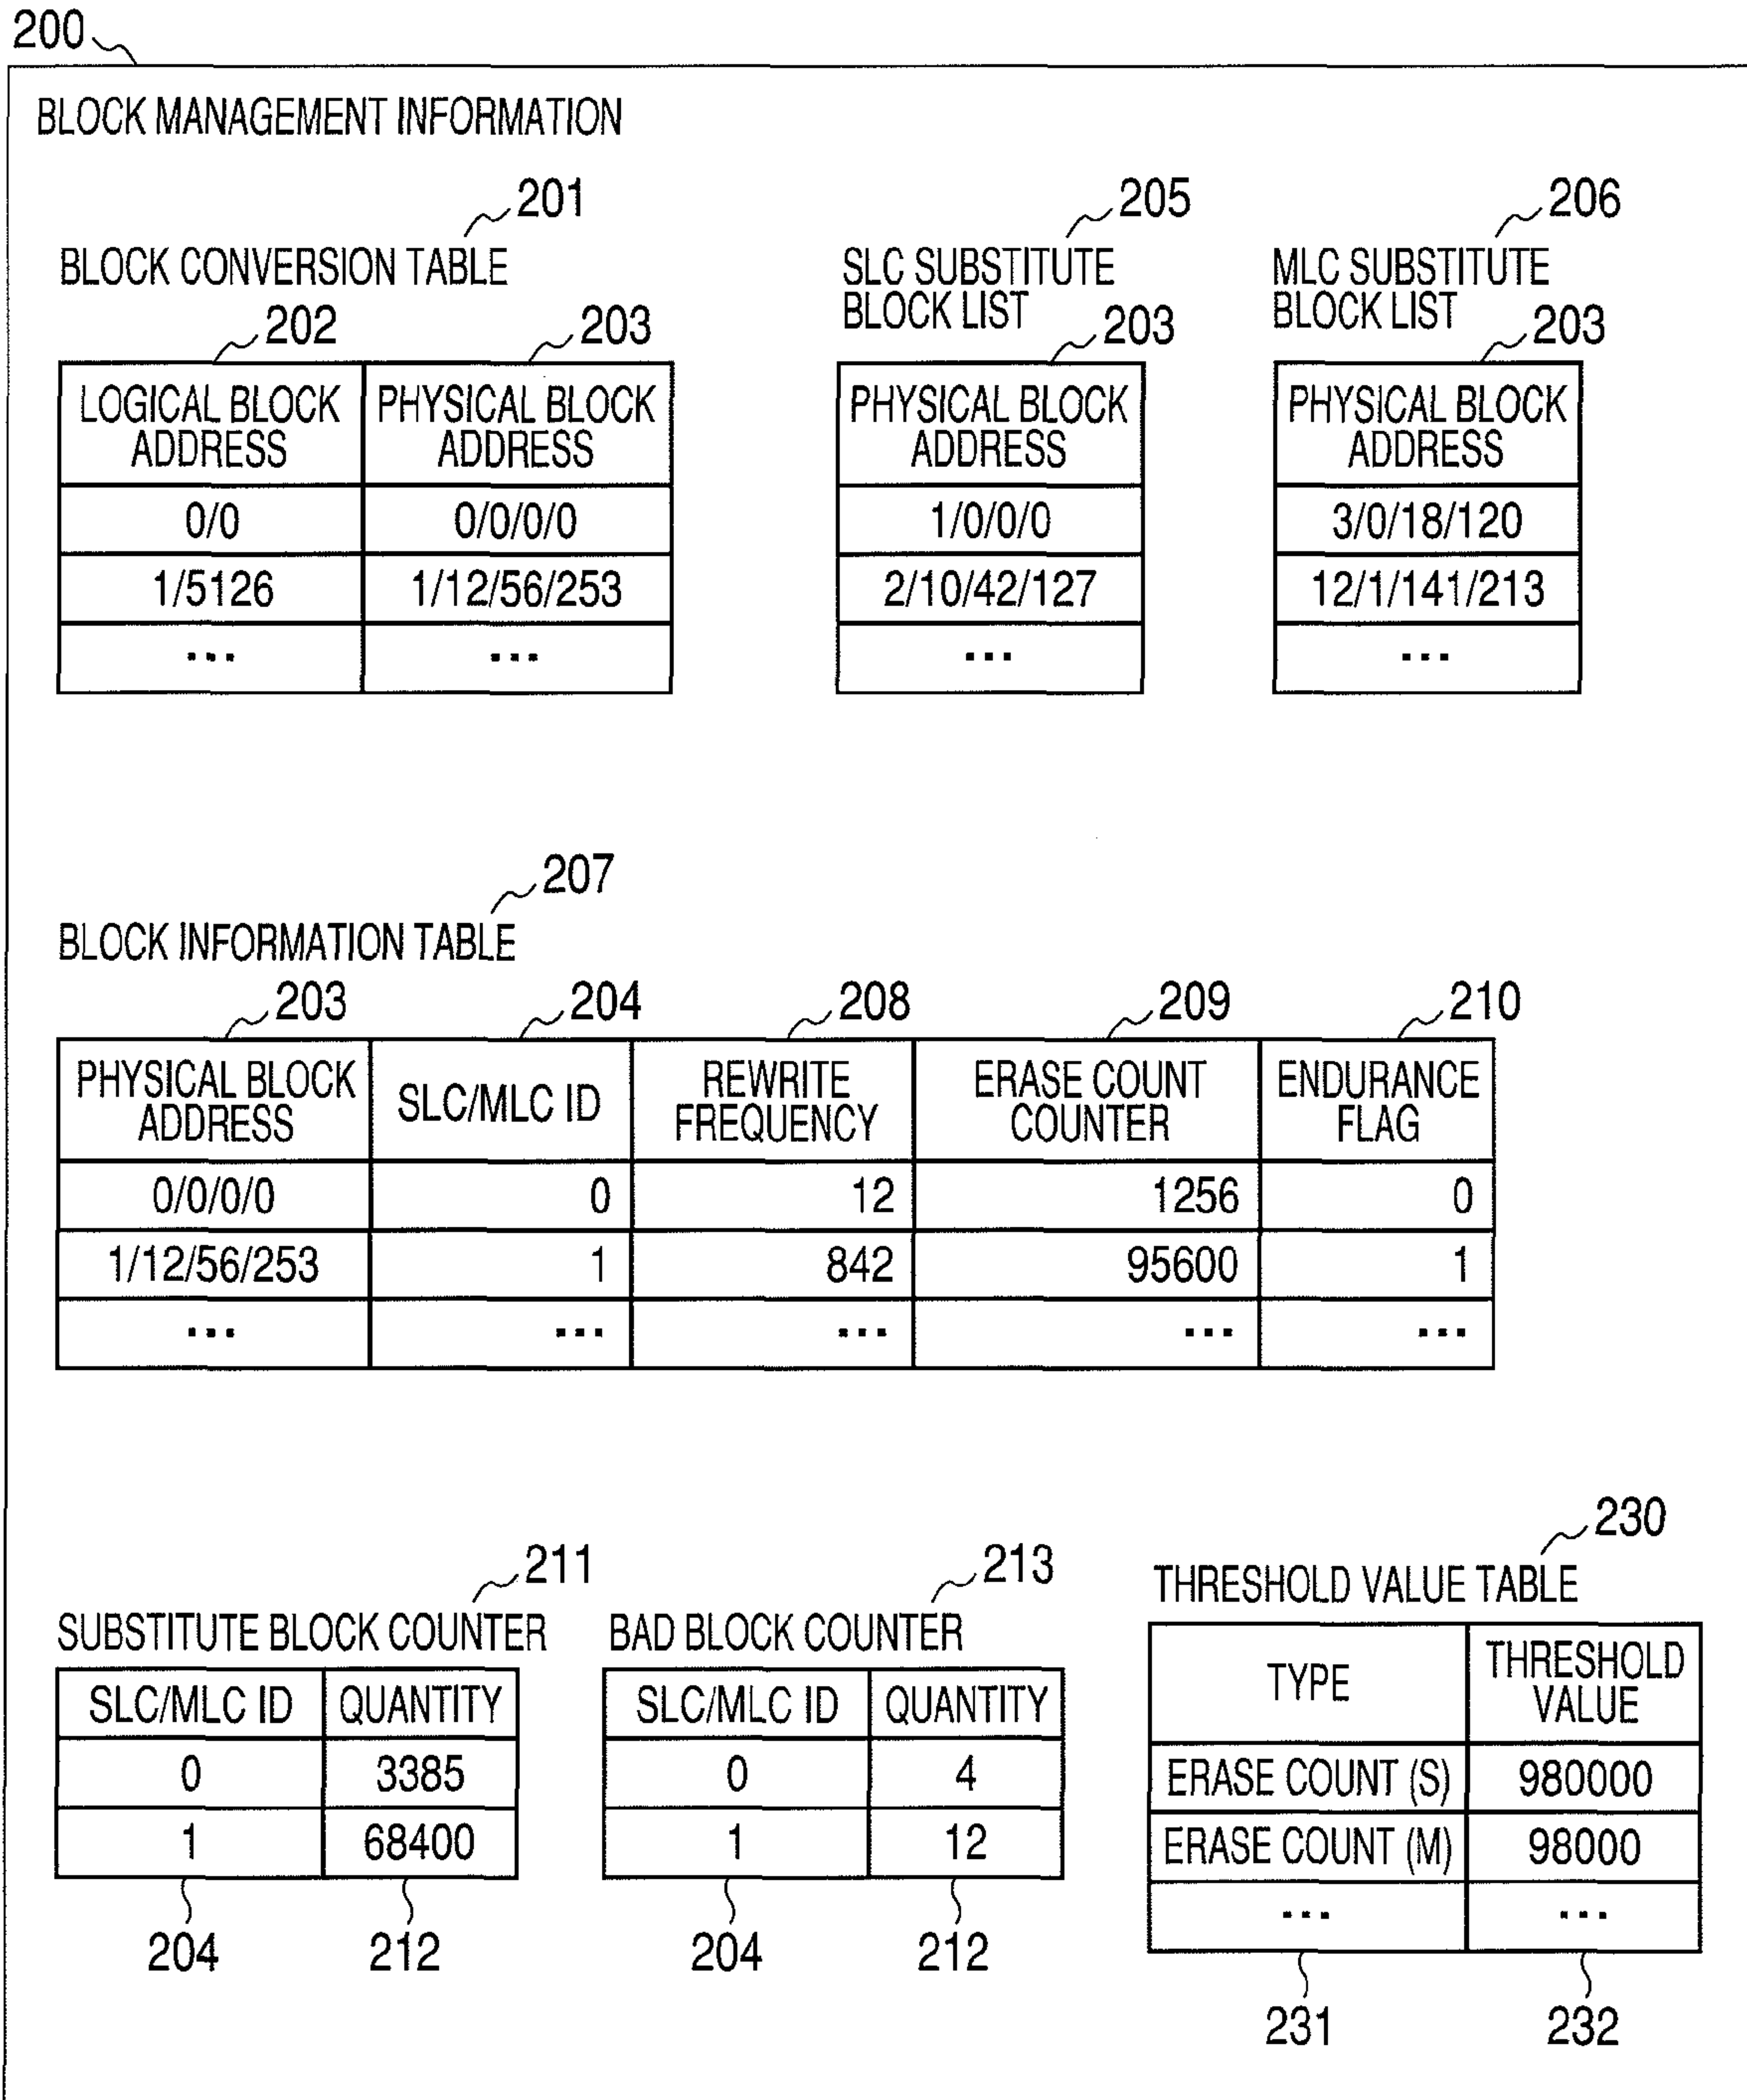 200
BLOCK MANAGEMENT INFORMATION
201
BLOCK CONVERSION TABLE
202 203
LOGICAL BLOCK ADDRESS PHYSICAL BLOCK ADDRESS
0/0 0/0/0/0
1/5126 1/12/56/253
... ...
205
SLC SUBSTITUTE
BLOCK LIST
203
PHYSICAL BLOCK
ADDRESS
1/0/0/0
2/10/42/127
...
206
MLC SUBSTITUTE
BLOCK LIST
203
PHYSICAL BLOCK
ADDRESS
3/0/18/120
12/1/141/213
...
207
BLOCK INFORMATION TABLE
203 204 208 209 210
PHYSICAL BLOCK ADDRESS SLC/MLC ID REWRITE FREQUENCY ERASE COUNT COUNTER ENDURANCE FLAG
0/0/0/0 0 12 1256 0
1/12/56/253 1 842 95600 1
... ... ... ... ...
211
SUBSTITUTE BLOCK COUNTER
SLC/MLC ID QUANTITY
0 3385
1 68400
204 212
213
BAD BLOCK COUNTER
SLC/MLC ID QUANTITY
0 4
1 12
204 212
230
THRESHOLD VALUE TABLE
TYPE THRESHOLD VALUE
ERASE COUNT (S) 980000
ERASE COUNT (M) 98000
... ...
231 232